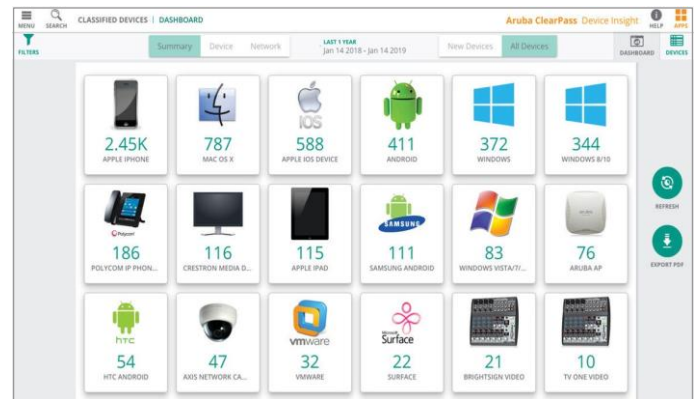 MENU SEARCH CLASSIFIED DEVICES | DASHBOARD Aruba ClearPass Device Insight HELP APPS
FILTERS Summary Device Network LAST 1 YEAR New Devices All Devices DASHBOARD DEVICES
Jan 14 2018 - Jan 14 2019
iOS
2.45K 787 588 411 372 344
APPLE IPHONE MAC OS X APPLE IOS DEVICE ANDROID WINDOWS WINDOWS 8/10
REFRESH
Polycom SAMSUNG
186 116 115 111 83 76
POLYCOM IP PHON... CRESTRON MEDIA D... APPLE IPAD SAMSUNG ANDROID WINDOWS VISTA/7/... ARUBA AP
EXPORT PDF
hTC vmware Microsoft Surface
54 47 32 22 21 10
HTC ANDROID AXIS NETWORK CA... VMWARE SURFACE BRIGHTSIGN VIDEO TV ONE VIDEO